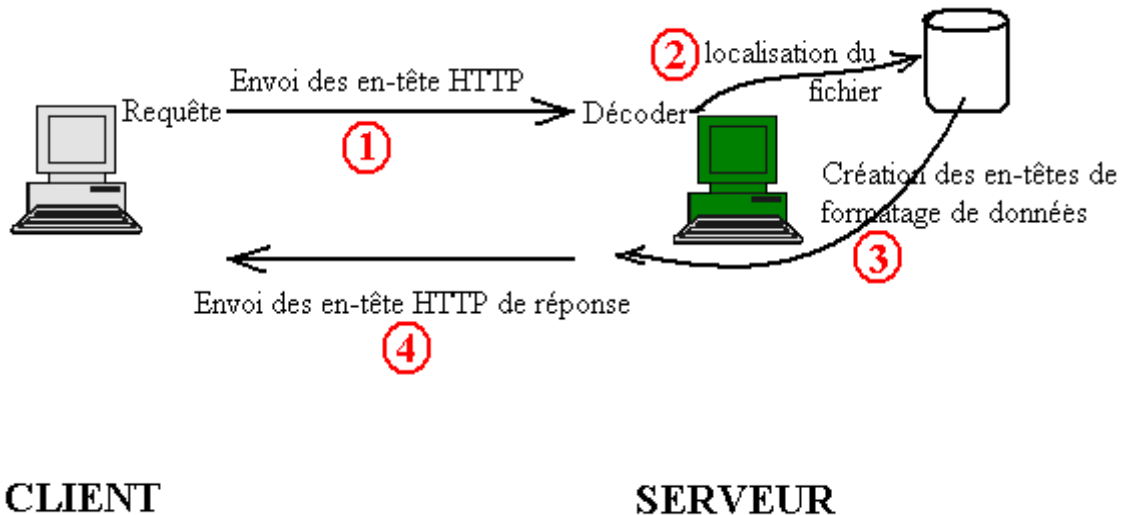 Envoi des en-tête HTTP
Requête
1
2
localisation du
fichier
Décoder
Création des en-têtes de
formatage de données
3
Envoi des en-tête HTTP de réponse
4
CLIENT
SERVEUR